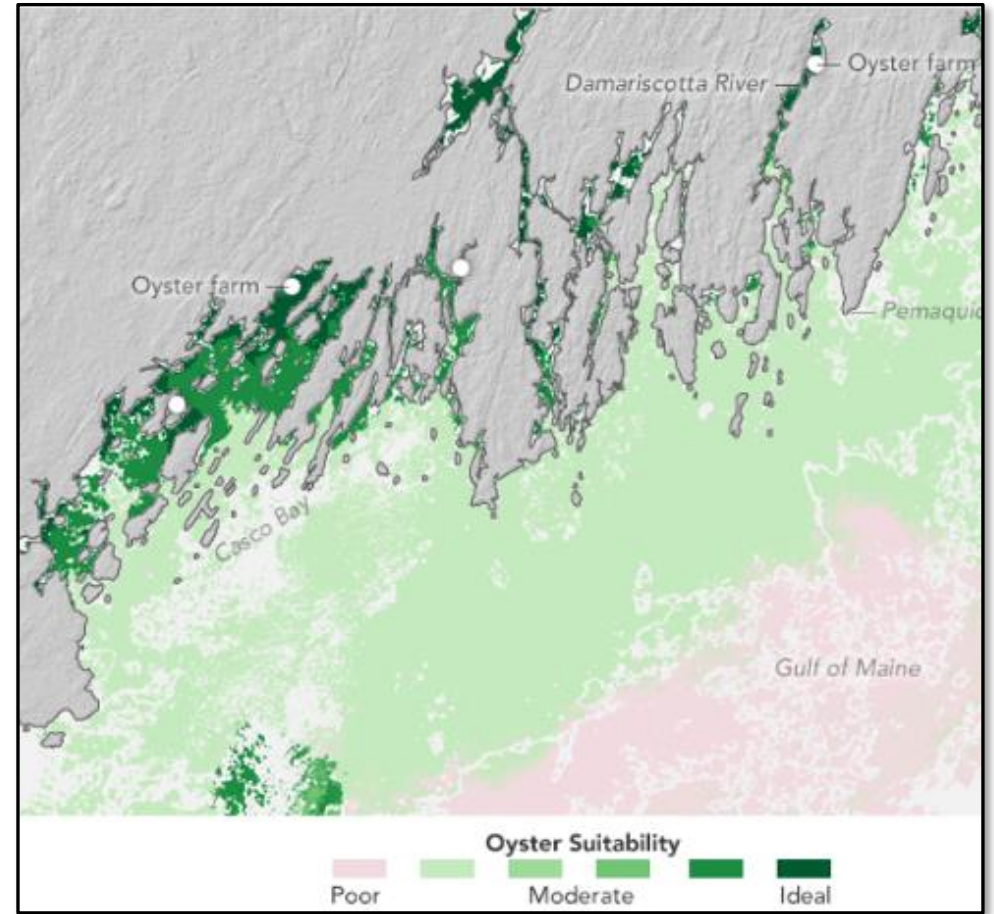 Oyster farm
Damariscotta River
Oyster farm
Pemaquid
Casco Bay
Gulf of Maine
Oyster Suitability
Poor
Moderate
Ideal